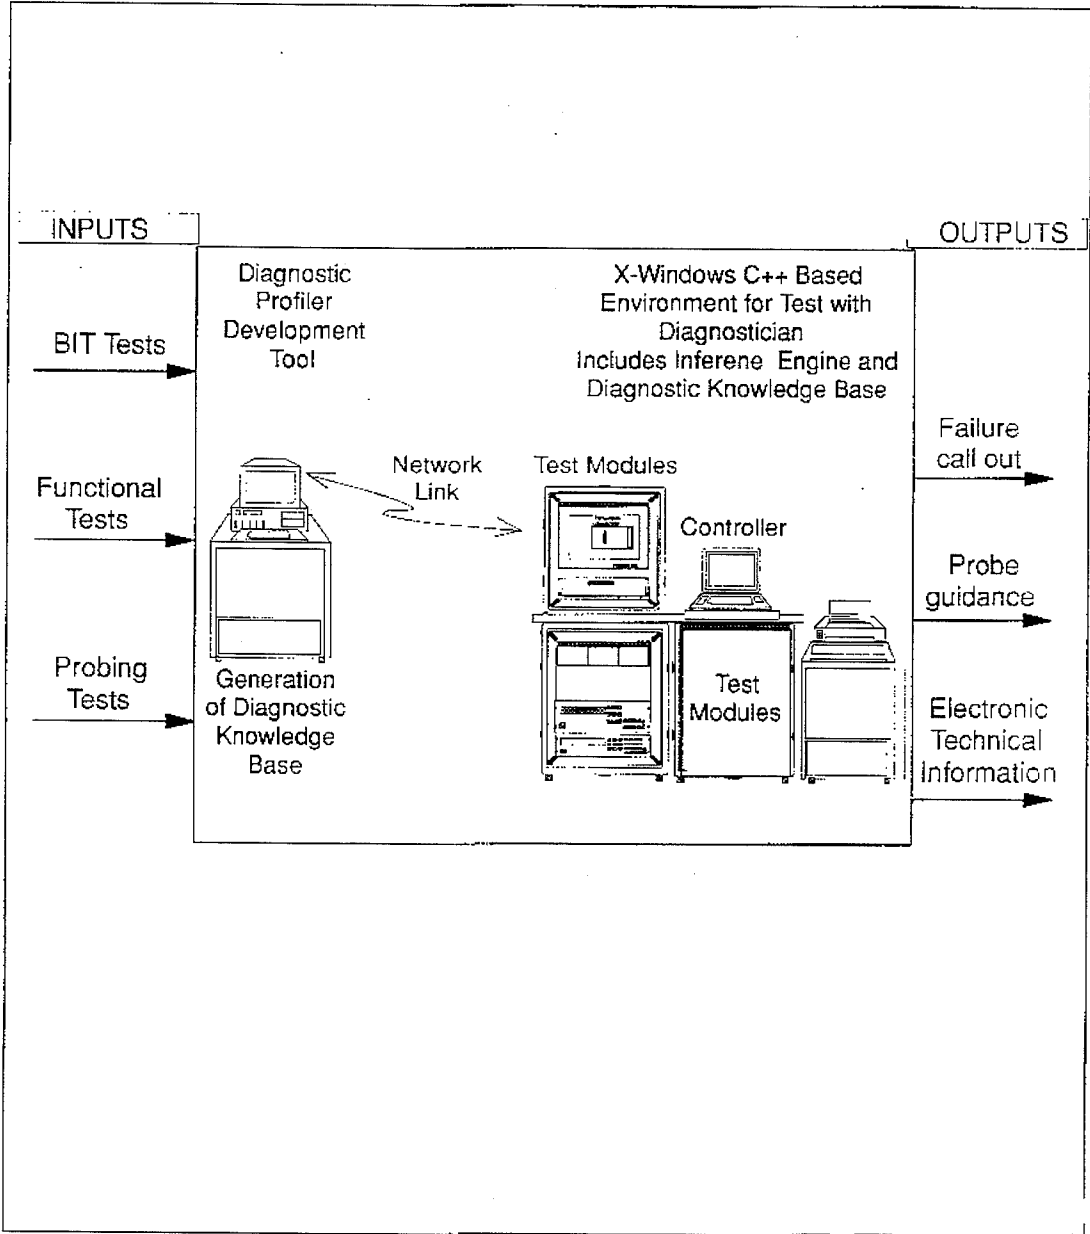 INPUTS
OUTPUTS
Diagnostic
Profiler
Development
Tool
X-Windows C++ Based
Environment for Test with
Diagnostician
Includes Inferene Engine and
Diagnostic Knowledge Base
BIT Tests
Functional
Tests
Probing
Tests
Network
Link
Test Modules
Controller
Test
Modules
Generation
of Diagnostic
Knowledge
Base
Failure
call out
Probe
guidance
Electronic
Technical
Information